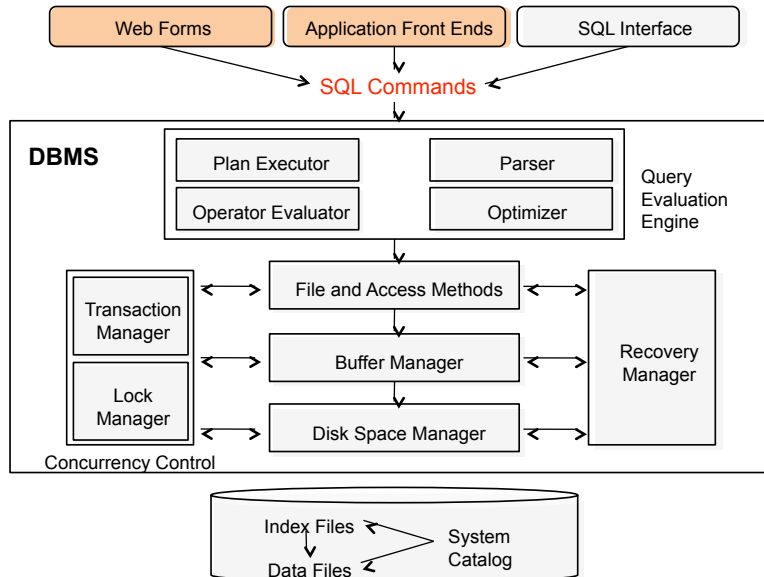 Web Forms
Application Front Ends
SQL Interface
SQL Commands
DBMS
Plan Executor
Parser
Operator Evaluator
Optimizer
Query
Evaluation
Engine
Transaction
Manager
Lock
Manager
Concurrency Control
File and Access Methods
Buffer Manager
Disk Space Manager
Recovery
Manager
Index Files
Data Files
System
Catalog